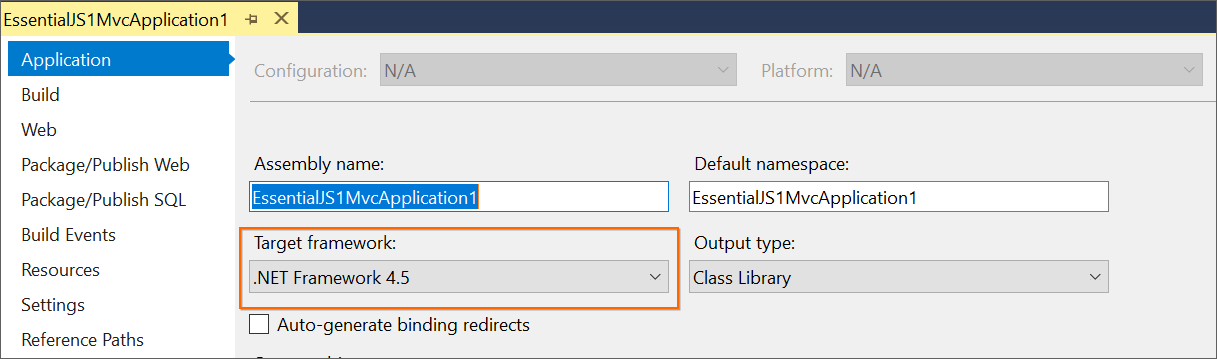 EssentialJS1MvcApplication1
Application
Configuration: N/A Platform: N/A
Build
Web
Package/Publish Web
Assembly name: Default namespace:
Package/Publish SQL
EssentialJS1MvcApplication1 EssentialJS1MvcApplication1
Build Events
Target framework: Output type:
Resources
.NET Framework 4.5 Class Library
Settings
Auto-generate binding redirects
Reference Paths